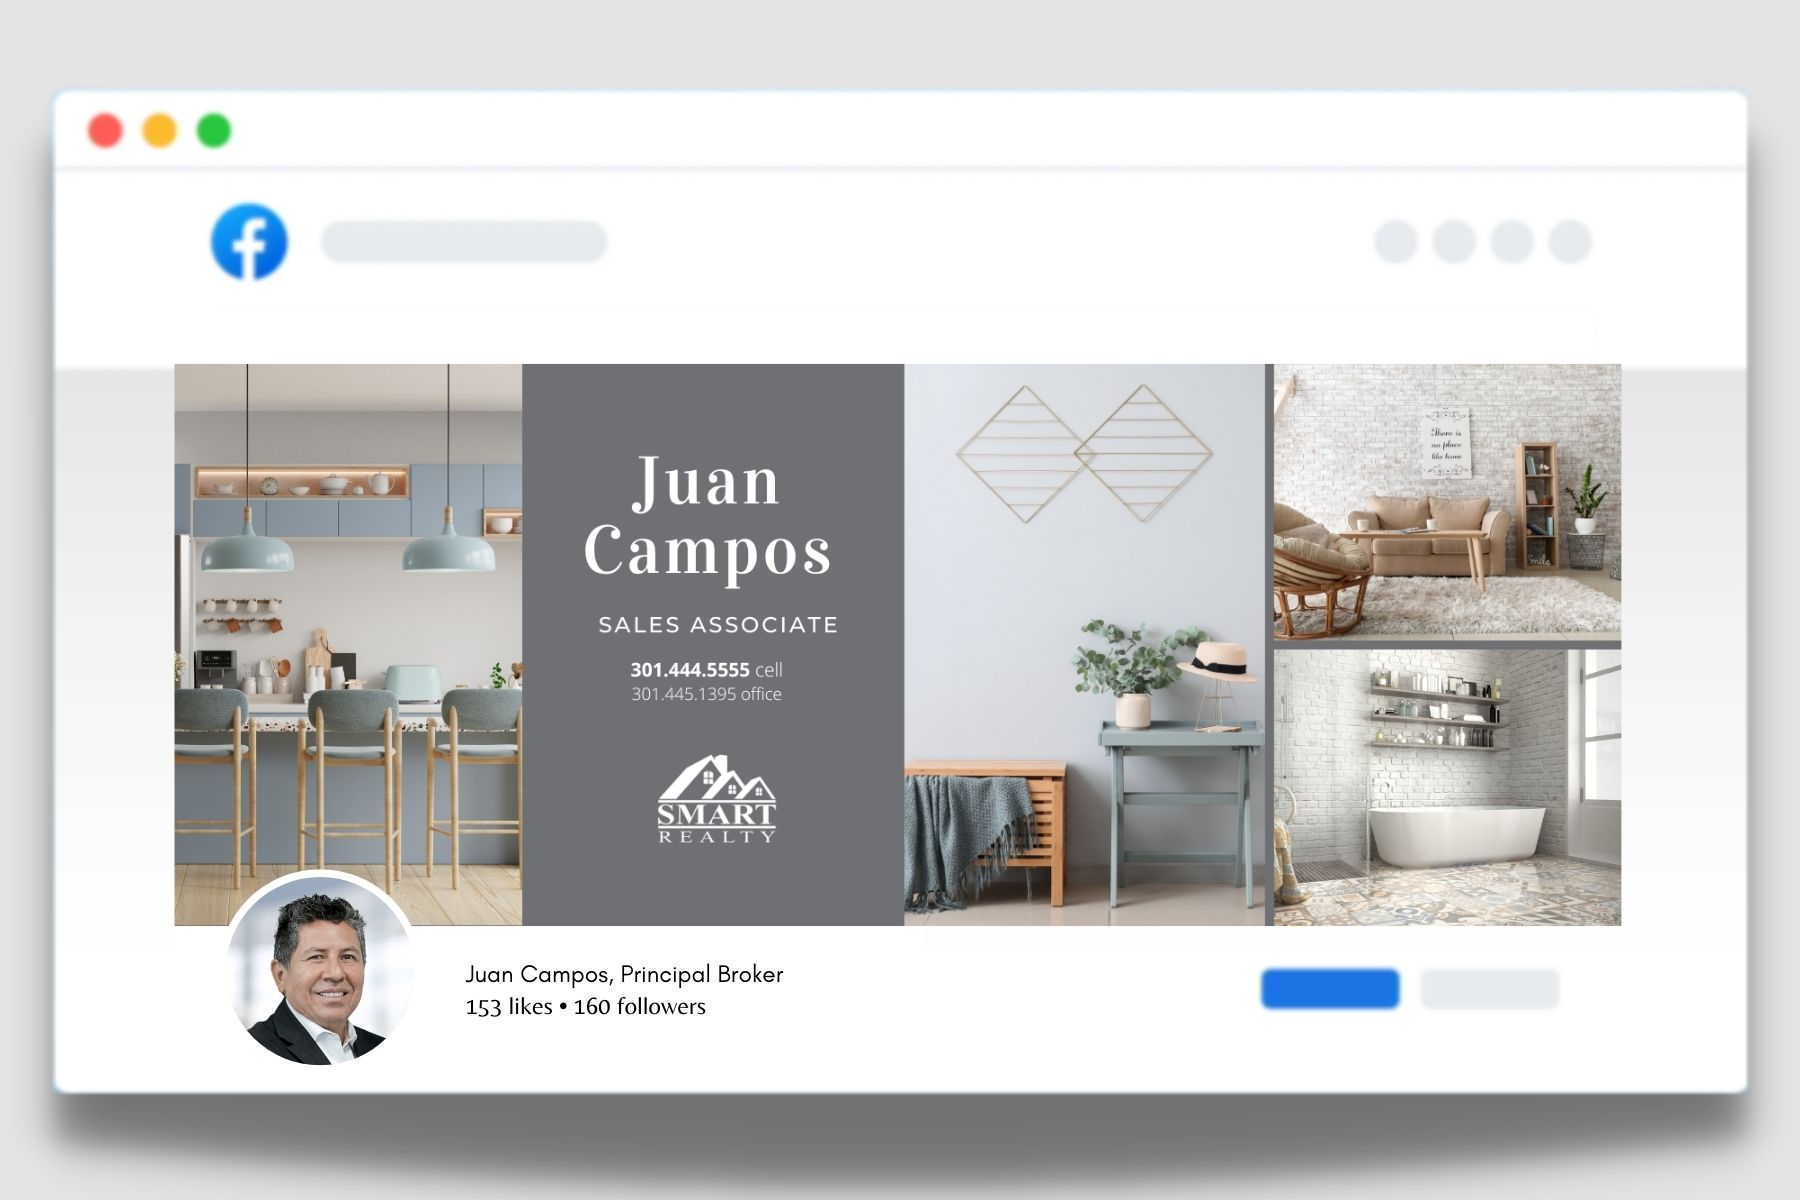 Juan
Campos
SALES ASSOCIATE
301.444.5555 cell
301.445.1395 office
SMART
REALTY
There is
no place
like home
smile
Juan Campos, Principal Broker
153 likes • 160 followers